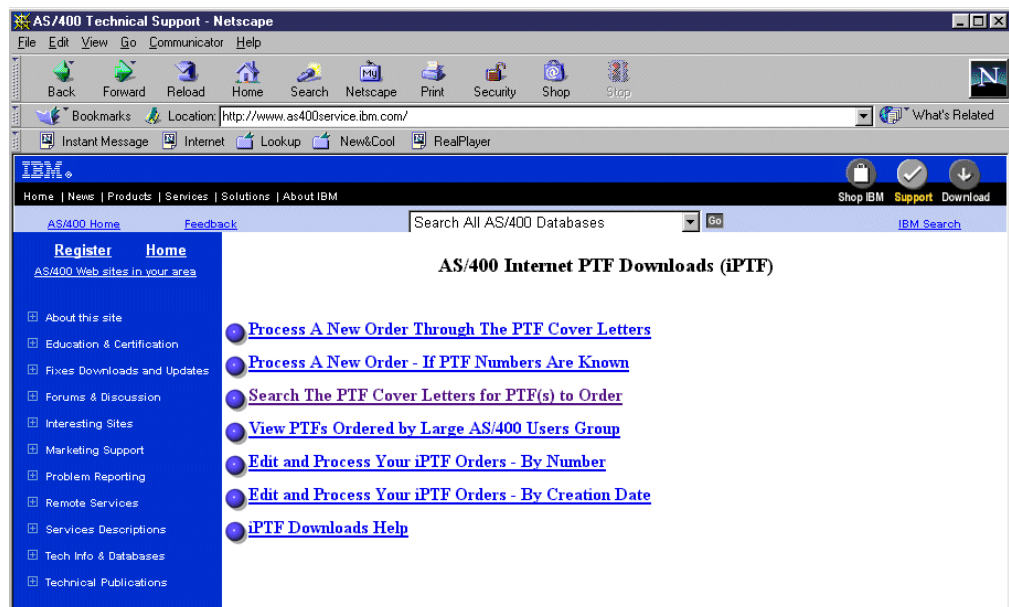 AS/400 Technical Support - Netscape
File Edit View Go Communicator Help
Back Forward Reload Home Search Netscape Print Security Shop Stop
My
N
Bookmarks Location: http://www.as400service.ibm.com/ What's Related
Instant Message Internet Lookup New&Cool RealPlayer
IBM
Home | News | Products | Services | Solutions | About IBM Shop IBM Support Download
AS/400 Home Feedback Search All AS/400 Databases Go IBM Search
Register Home
AS/400 Web sites in your area
About this site
Education & Certification
Fixes Downloads and Updates
Forums & Discussion
Interesting Sites
Marketing Support
Problem Reporting
Remote Services
Services Descriptions
Tech Info & Databases
Technical Publications
AS/400 Internet PTF Downloads (iPTF)
Process A New Order Through The PTF Cover Letters
Process A New Order - If PTF Numbers Are Known
Search The PTF Cover Letters for PTF(s) to Order
View PTFs Ordered by Large AS/400 Users Group
Edit and Process Your iPTF Orders - By Number
Edit and Process Your iPTF Orders - By Creation Date
iPTF Downloads Help